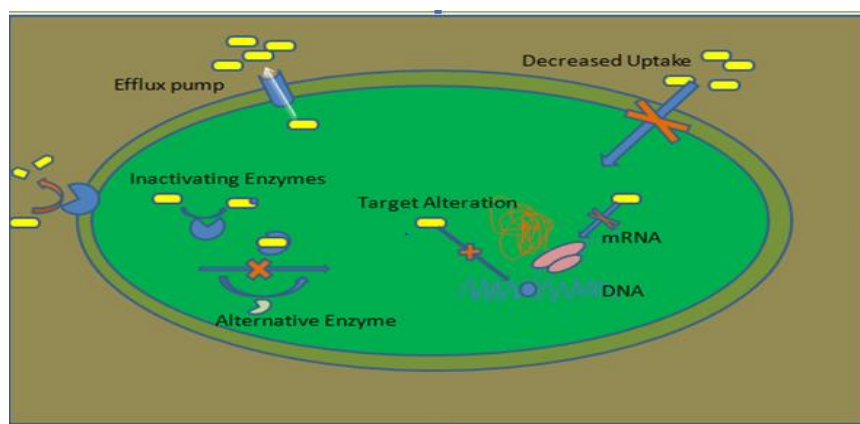 Decreased Uptake
Efflux pump
Inactivating Enzymes
Target Alteration
mRNA
DNA
Alternative Enzyme